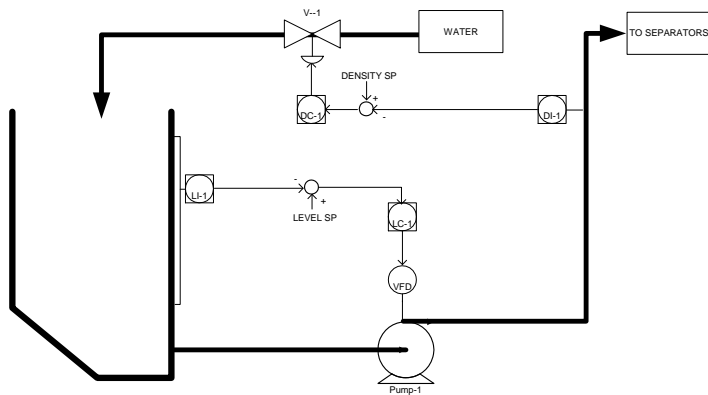 V--1
WATER
TO SEPARATORS
DENSITY SP
+
-
DC-1
DI-1
LI-1
-
+
LEVEL SP
LC-1
VFD
Pump-1